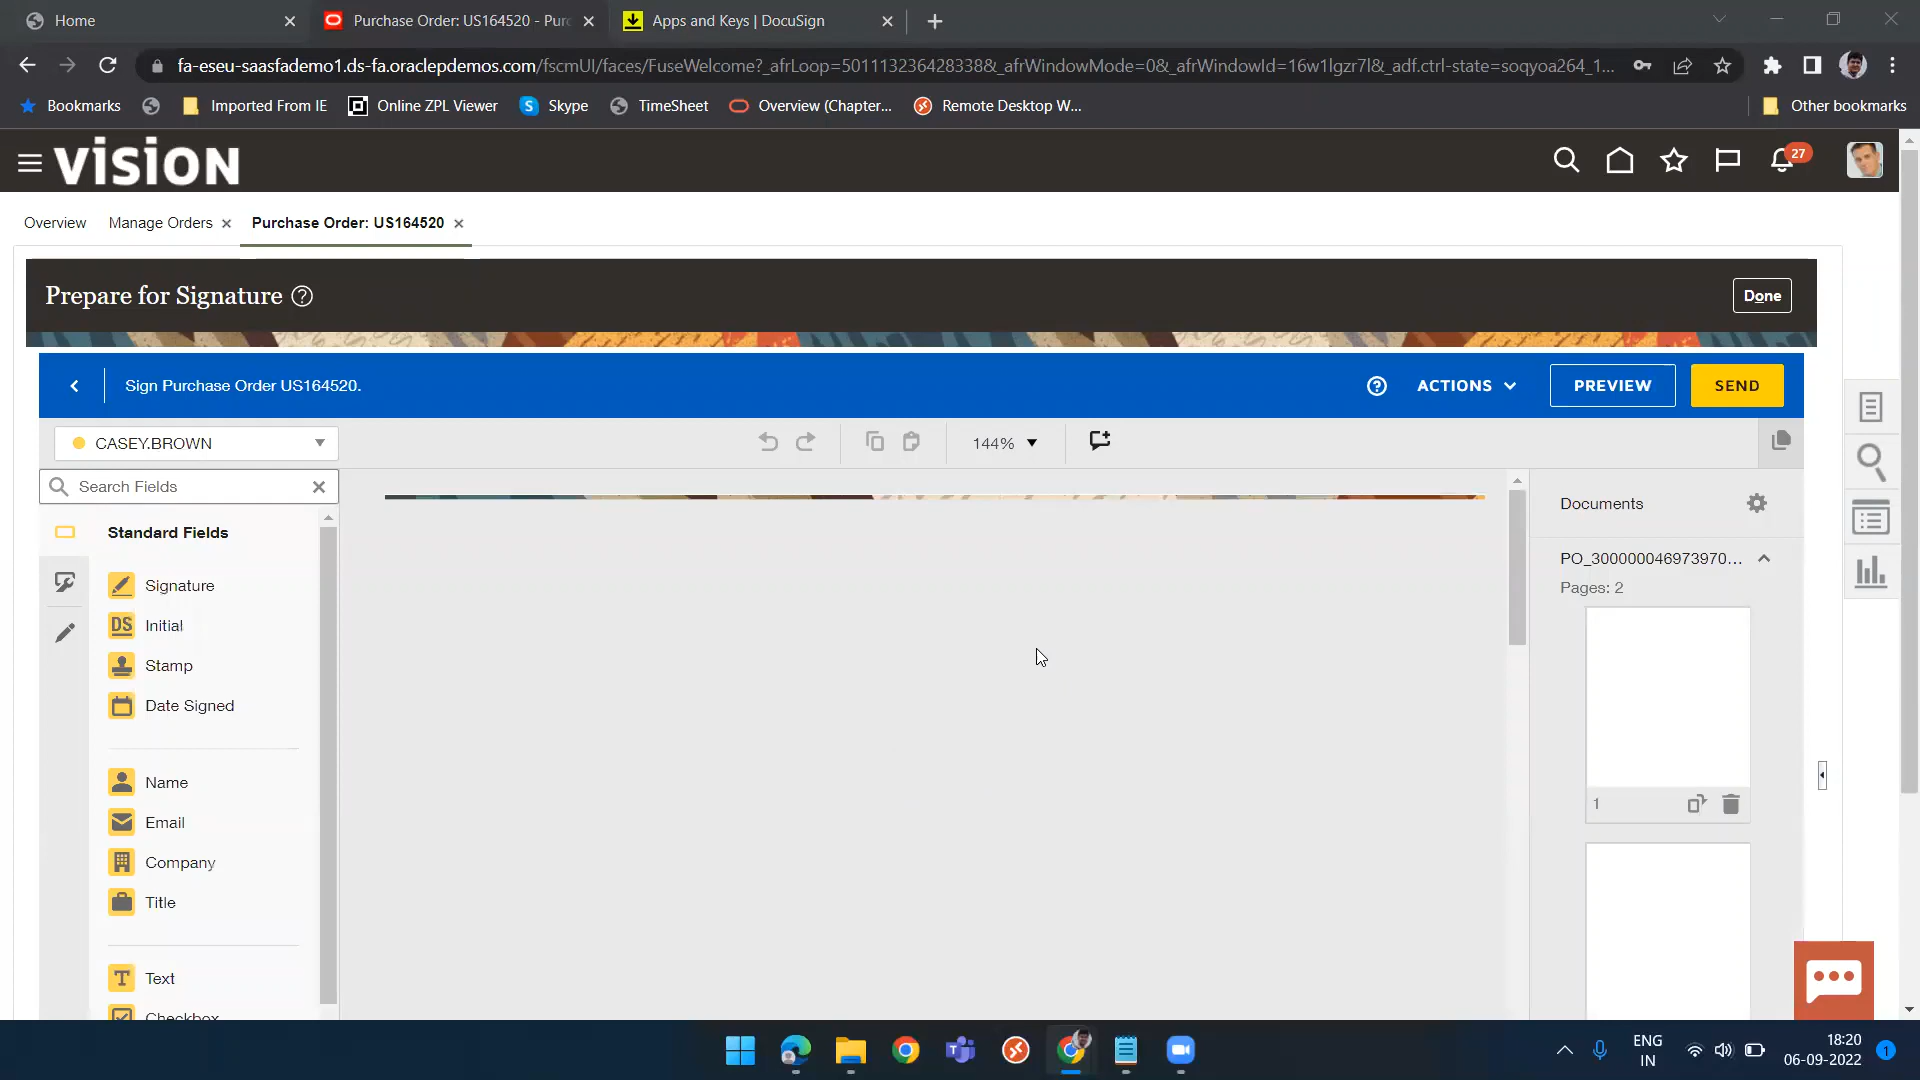 Home
Purchase Order: US164520 - Purc
Apps and Keys | DocuSign
fa-eseu-saasfademo1.ds-fa.oraclepdemos.com/fscmUI/faces/FuseWelcome?_afrLoop=501113236428338&_afrWindowMode=0&_afrWindowId=16w1lgzr7l&_adf.ctrl-state=soqyoa264_1...
Bookmarks
Imported From IE
Online ZPL Viewer
Skype
TimeSheet
Overview (Chapter...
Remote Desktop W...
Other bookmarks
vision
27
Overview
Manage Orders
Purchase Order: US164520
Prepare for Signature
Done
Sign Purchase Order US164520.
ACTIONS
PREVIEW
SEND
CASEY.BROWN
144%
Search Fields
Documents
Standard Fields
PO_300000046973970...
Pages: 2
Signature
DS Initial
Stamp
Date Signed
Name
1
Email
Company
Title
T Text
Checkbox
ENG
IN
18:20
06-09-2022
1